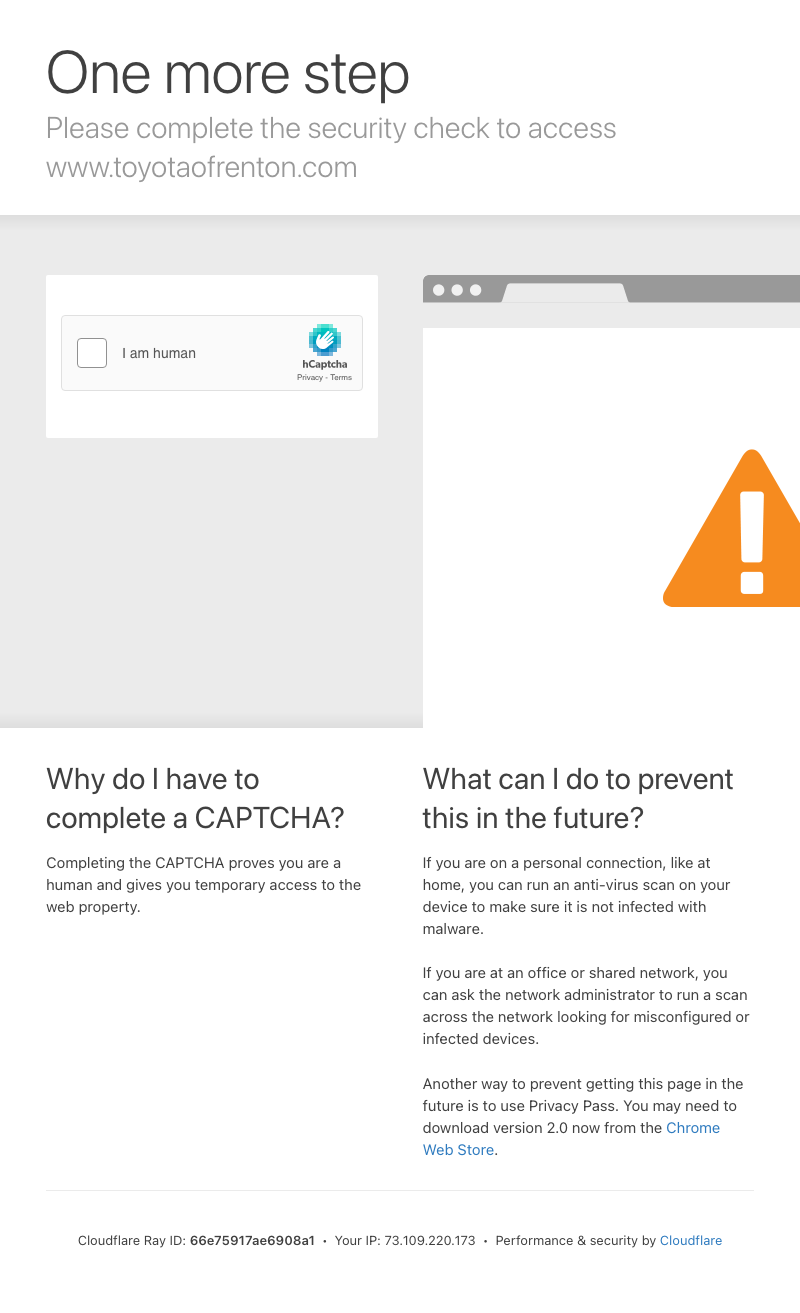 One more step
Please complete the security check to access
www.toyotaofrenton.com
I am human
hCaptcha
Privacy - Terms
Why do I have to
complete a CAPTCHA?
Completing the CAPTCHA proves you are a
human and gives you temporary access to the
web property.
What can I do to prevent
this in the future?
If you are on a personal connection, like at
home, you can run an anti-virus scan on your
device to make sure it is not infected with
malware.
If you are at an office or shared network, you
can ask the network administrator to run a scan
across the network looking for misconfigured or
infected devices.
Another way to prevent getting this page in the
future is to use Privacy Pass. You may need to
download version 2.0 now from the Chrome
Web Store.
Cloudflare Ray ID: 66e75917ae6908a1 • Your IP: 73.109.220.173 • Performance & security by Cloudflare